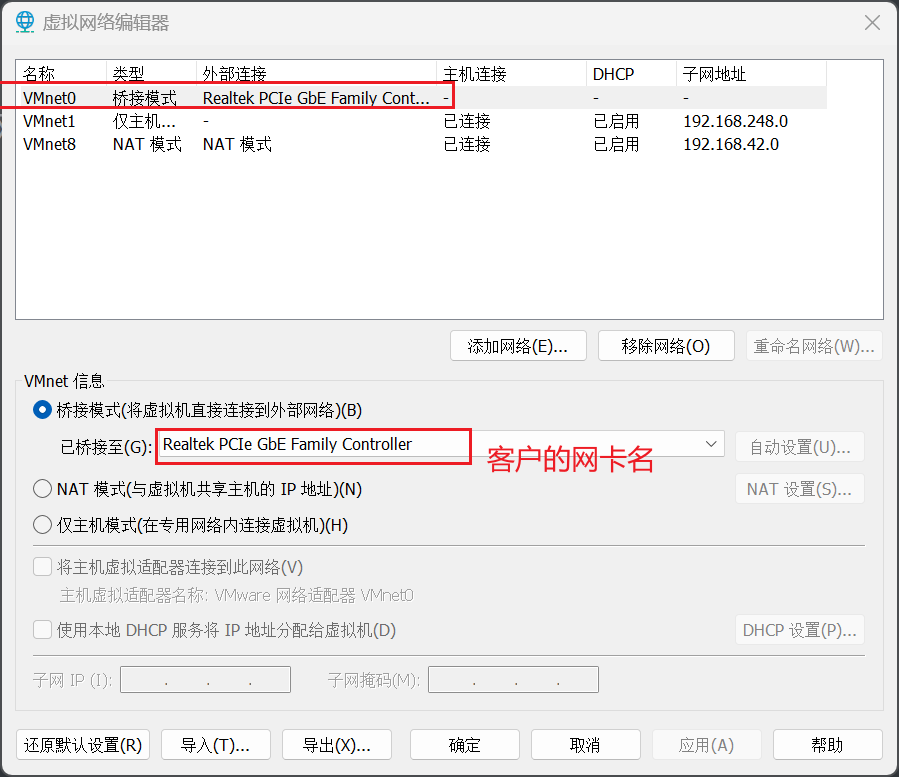 虚拟网络编辑器
名称 类型 外部连接 主机连接 DHCP 子网地址
VMnet0 桥接模式 Realtek PCIe GbE Family Cont... - - -
VMnet1 仅主机... - 已连接 已启用 192.168.248.0
VMnet8 NAT 模式 NAT 模式 已连接 已启用 192.168.42.0
添加网络(E)... 移除网络(O) 重命名网络(W)...
VMnet 信息
桥接模式(将虚拟机直接连接到外部网络)(B)
已桥接至(G): Realtek PCIe GbE Family Controller 自动设置(U)...
客户的网卡名
NAT 模式(与虚拟机共享主机的 IP 地址)(N) NAT 设置(S)...
仅主机模式(在专用网络内连接虚拟机)(H)
将主机虚拟适配器连接到此网络(V)
主机虚拟适配器名称: VMware 网络适配器 VMnet0
使用本地 DHCP 服务将 IP 地址分配给虚拟机(D) DHCP 设置(P)...
子网 IP (I): . . . 子网掩码(M): . . .
还原默认设置(R) 导入(T)... 导出(X)... 确定 取消 应用(A) 帮助